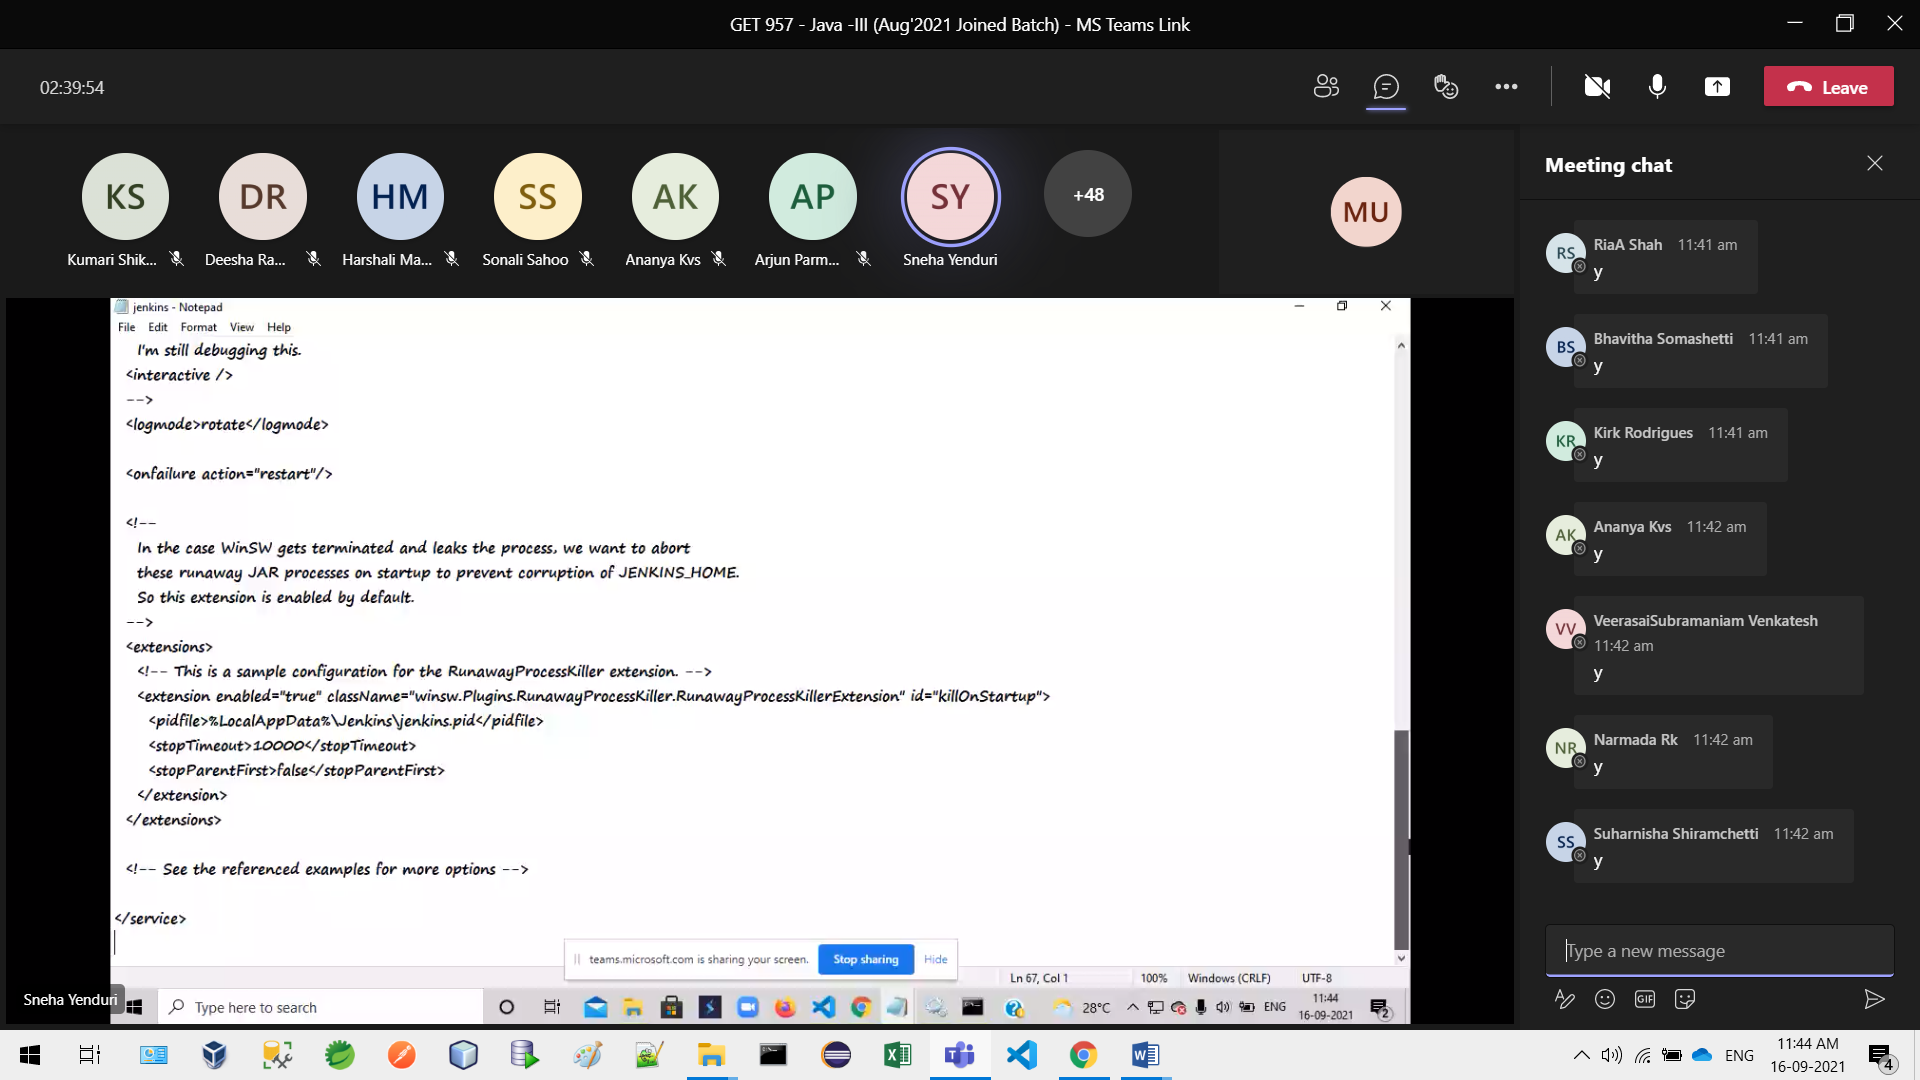 GET 957 - Java -III (Aug'2021 Joined Batch) - MS Teams Link
02:39:54
Leave
KS
DR
HM
SS
AK
AP
SY
+48
MU
Kumari Shik...
Deesha Ra...
Harshali Ma...
Sonali Sahoo
Ananya Kvs
Arjun Parm...
Sneha Yenduri
jenkins - Notepad
File Edit Format View Help
I'm still debugging this.
<interactive />
-->
<logmode>rotate</logmode>
<onfailure action="restart"/>
<!--
In the case WinSW gets terminated and leaks the process, we want to abort
these runaway JAR processes on startup to prevent corruption of JENKINS_HOME.
So this extension is enabled by default.
-->
<extensions>
<!-- This is a sample configuration for the RunawayProcessKiller extension. -->
<extension enabled="true" className="winsw.Plugins.RunawayProcessKiller.RunawayProcessKillerExtension" id="killOnStartup">
<pidfile>%LocalAppData%\Jenkins\jenkins.pid</pidfile>
<stopTimeout>10000</stopTimeout>
<stopParentFirst>false</stopParentFirst>
</extension>
</extensions>
<!-- See the referenced examples for more options -->
</service>
teams.microsoft.com is sharing your screen.
Stop sharing
Hide
Ln 67, Col 1
100%
Windows (CRLF)
UTF-8
Sneha Yenduri
Type here to search
28°C
ENG
11:44
16-09-2021
2
Meeting chat
RS
RiaA Shah 11:41 am
y
BS
Bhavitha Somashetti 11:41 am
y
KR
Kirk Rodrigues 11:41 am
y
AK
Ananya Kvs 11:42 am
y
VV
VeerasaiSubramaniam Venkatesh
11:42 am
y
NR
Narmada Rk 11:42 am
y
SS
Suharnisha Shiramchetti 11:42 am
y
Type a new message
GIF
ENG
11:44 AM
16-09-2021
4